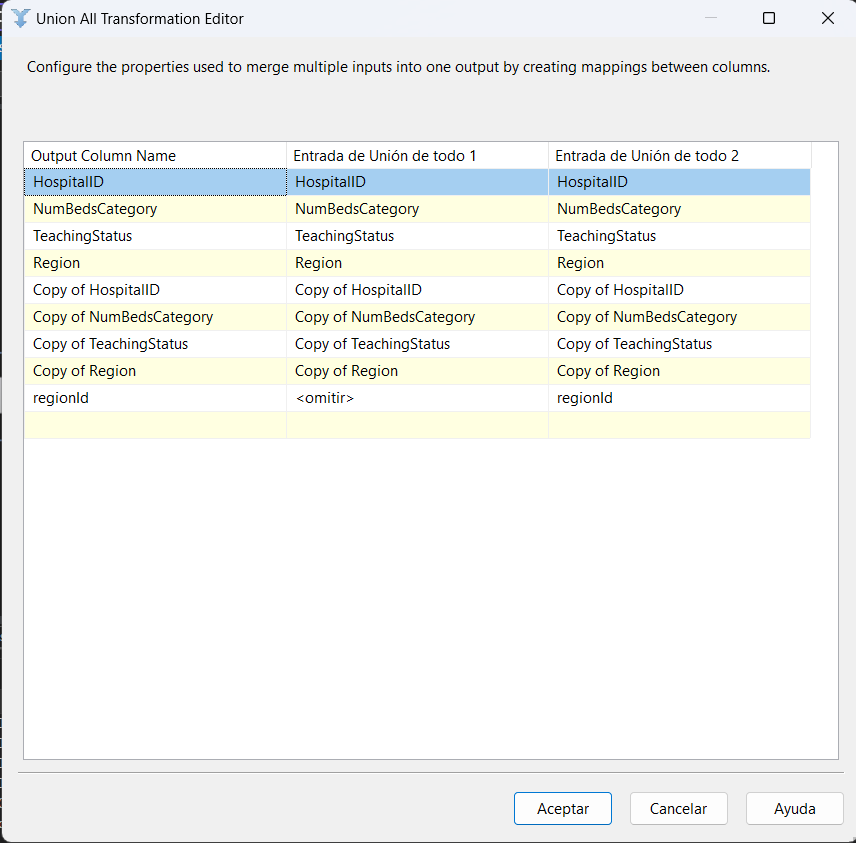 Union All Transformation Editor
Configure the properties used to merge multiple inputs into one output by creating mappings between columns.
Output Column Name Entrada de Unión de todo 1 Entrada de Unión de todo 2
HospitalID HospitalID HospitalID
NumBedsCategory NumBedsCategory NumBedsCategory
TeachingStatus TeachingStatus TeachingStatus
Region Region Region
Copy of HospitalID Copy of HospitalID Copy of HospitalID
Copy of NumBedsCategory Copy of NumBedsCategory Copy of NumBedsCategory
Copy of TeachingStatus Copy of TeachingStatus Copy of TeachingStatus
Copy of Region Copy of Region Copy of Region
regionId <omitir> regionId
Aceptar Cancelar Ayuda